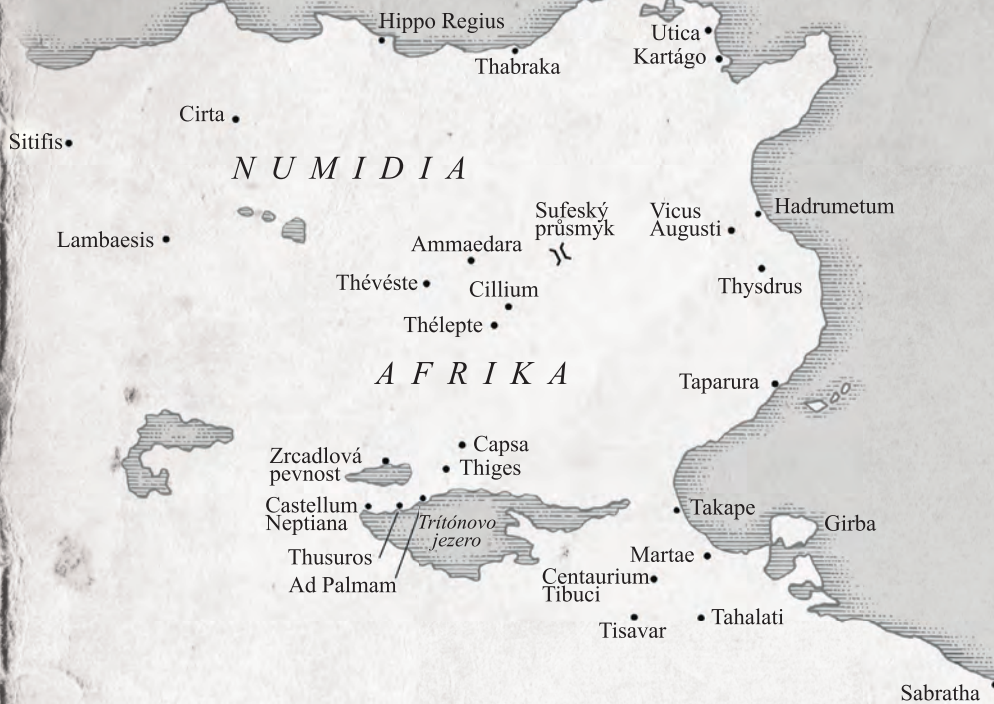 Hippo Regius
Utica
Kartágo
Thabraka
Cirta
Sitifis
NUMIDIA
Hadrumetum
Sufeský
průsmyk
Vicus
Augusti
Lambaesis
Ammaedara
Thévéste
Cillium
Thysdrus
Thélepte
AFRIKA
Taparura
Capsa
Zrcadlová
pevnost
Thiges
Castellum
Neptiana
Trítónovo
jezero
Takape
Girba
Thusuros
Martae
Ad Palmam
Centaurium
Tibuci
Tahalati
Tisavar
Sabratha